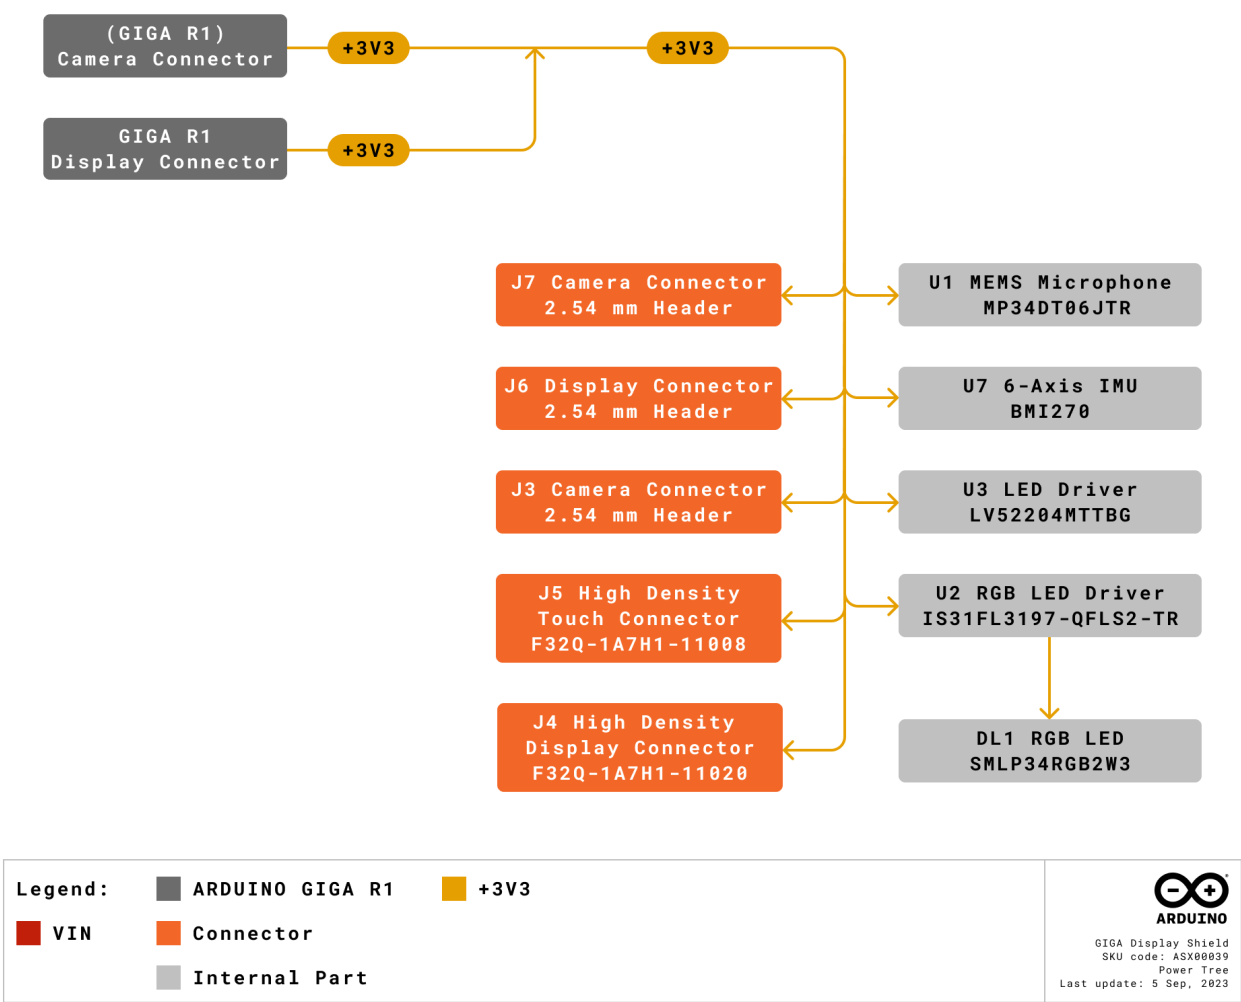 (GIGA R1)
Camera Connector
+3V3
+3V3
GIGA R1
Display Connector
+3V3
J7 Camera Connector
2.54 mm Header
U1 MEMS Microphone
MP34DT06JTR
J6 Display Connector
2.54 mm Header
U7 6-Axis IMU
BMI270
J3 Camera Connector
2.54 mm Header
U3 LED Driver
LV52204MTTBG
J5 High Density
Touch Connector
F32Q-1A7H1-11008
U2 RGB LED Driver
IS31FL3197-QFLS2-TR
J4 High Density
Display Connector
F32Q-1A7H1-11020
DL1 RGB LED
SMLP34RGB2W3
Legend:
ARDUINO GIGA R1
+3V3
VIN
Connector
Internal Part
ARDUINO
GIGA Display Shield
SKU code: ASX00039
Power Tree
Last update: 5 Sep, 2023